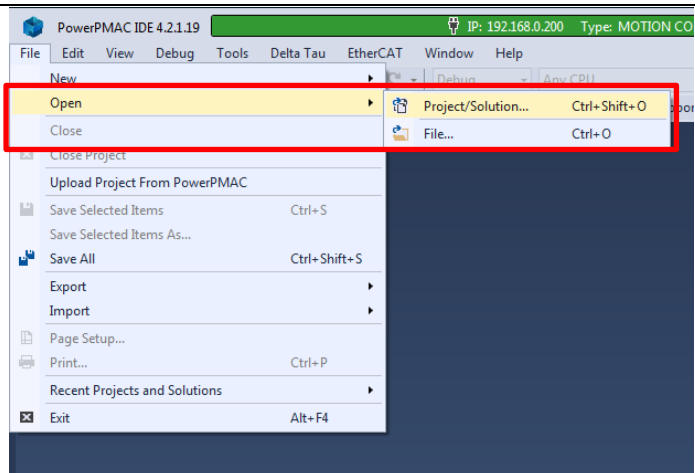 PowerPMAC IDE 4.2.1.19 IP: 192.168.0.200 Type: MOTION CO
File Edit View Debug Tools Delta Tau EtherCAT Window Help
New Debug Any CPU
Open Project/Solution... Ctrl+Shift+O
Close File... Ctrl+O
Close Project
Upload Project From PowerPMAC
Save Selected Items Ctrl+S
Save Selected Items As...
Save All Ctrl+Shift+S
Export
Import
Page Setup...
Print... Ctrl+P
Recent Projects and Solutions
Exit Alt+F4